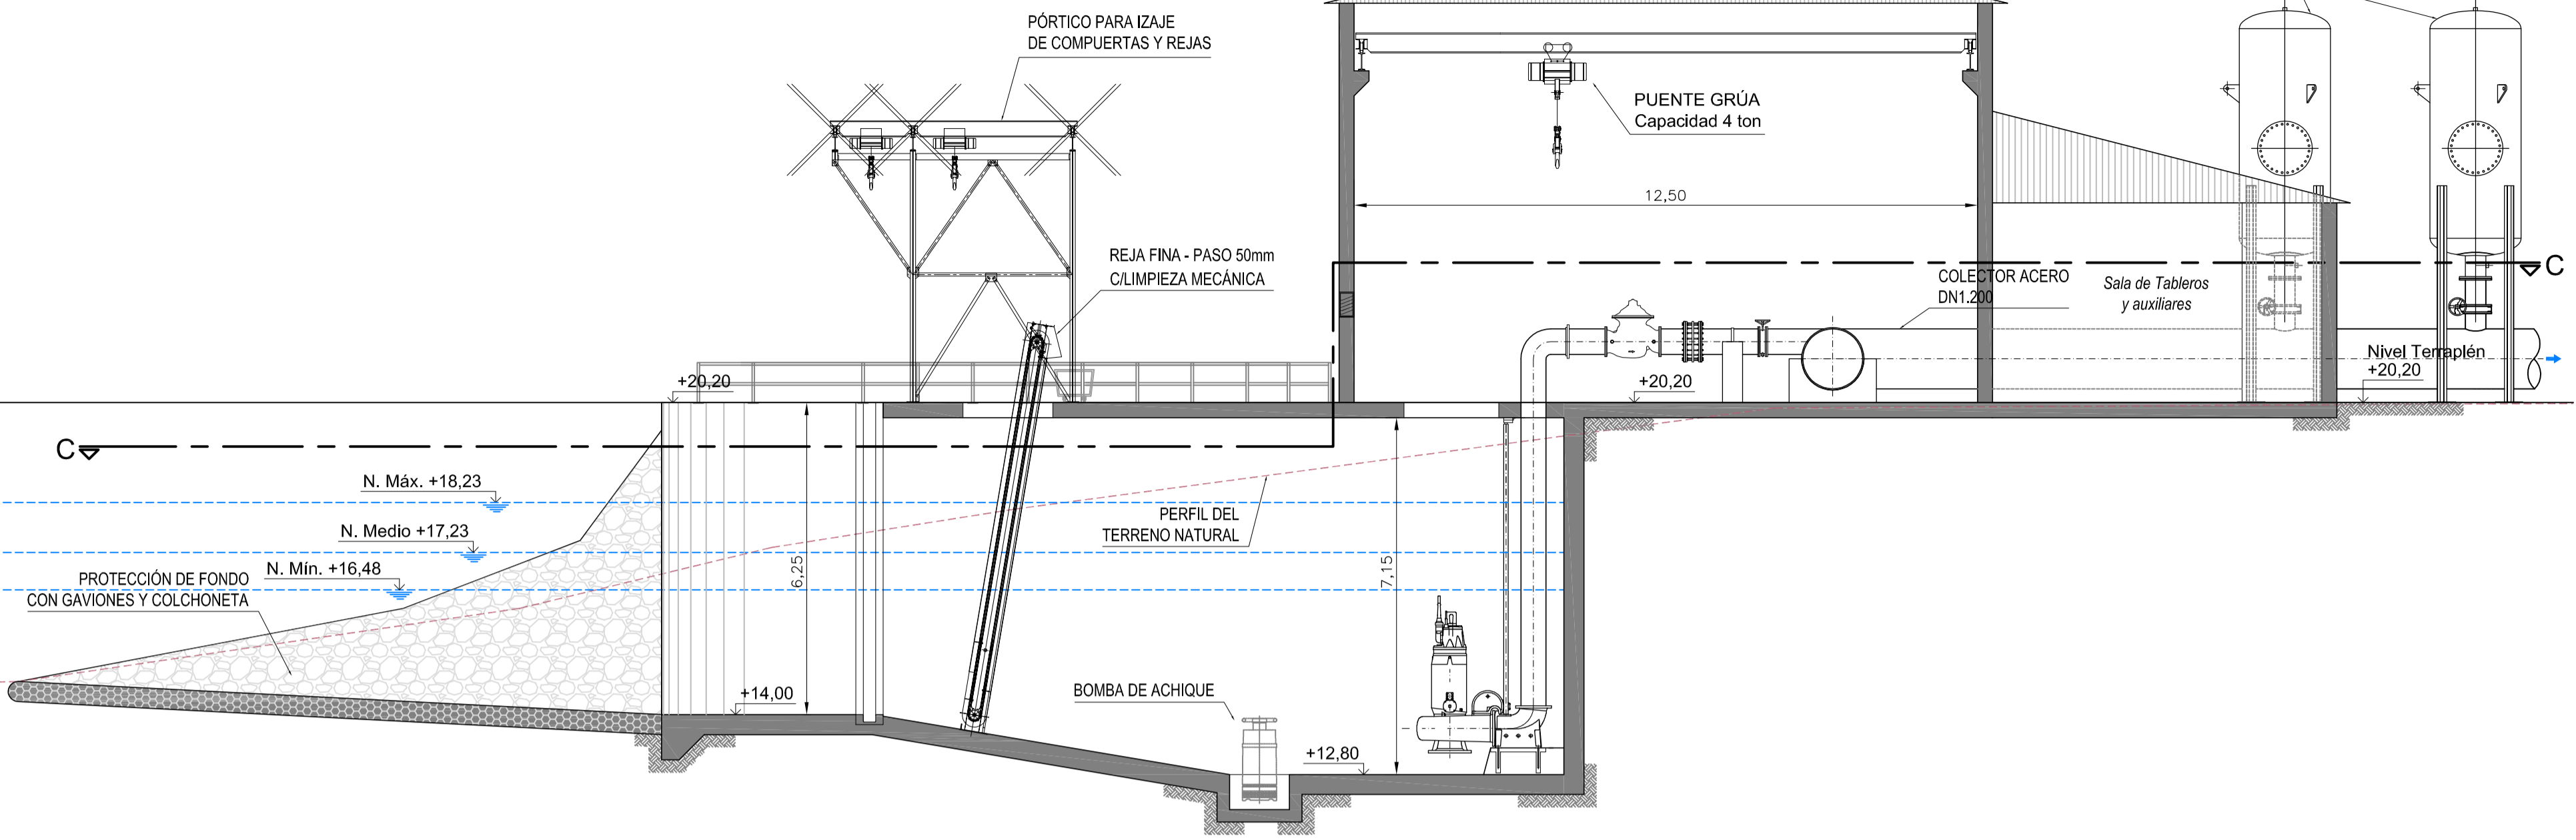 PÓRTICO PARA IZAJE
DE COMPUERTAS Y REJAS
PUENTE GRÚA
Capacidad 4 ton
12,50
REJA FINA - PASO 50mm
C/LIMPIEZA MECÁNICA
COLECTOR ACERO
DN1.200
Sala de Tableros
y auxiliares
C
Nivel Terraplén
+20,20
+20,20
+20,20
C
N. Máx. +18,23
N. Medio +17,23
N. Mín. +16,48
PROTECCIÓN DE FONDO
CON GAVIONES Y COLCHONETA
PERFIL DEL
TERRENO NATURAL
6,25
7,15
+14,00
BOMBA DE ACHIQUE
+12,80